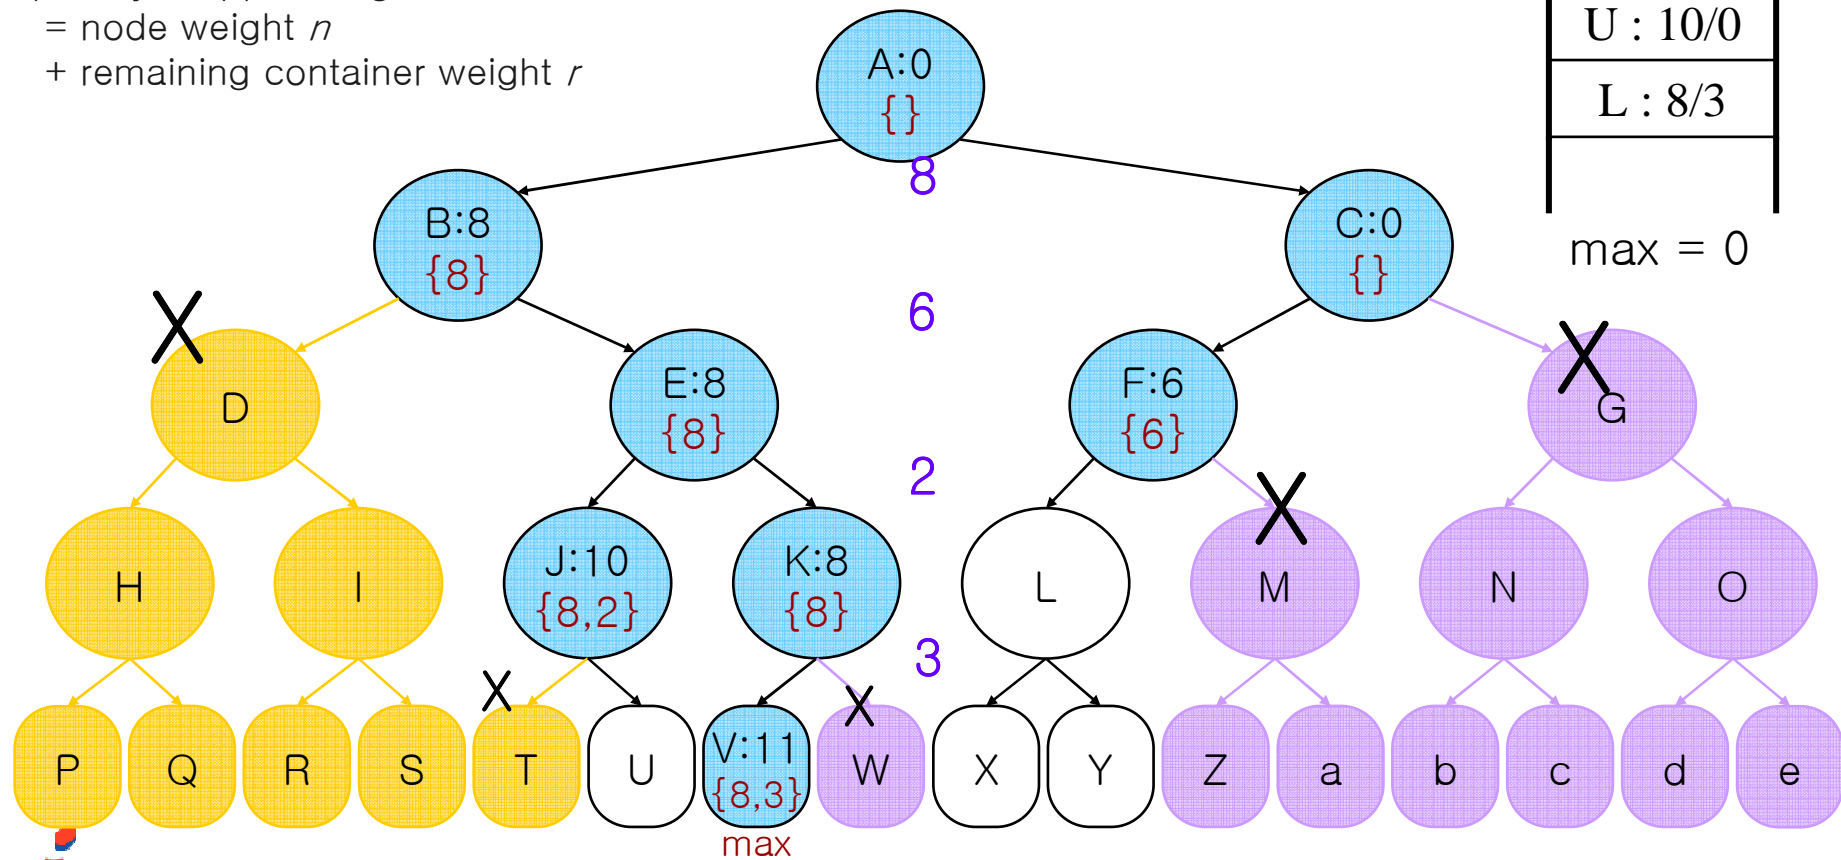 = node weight n
+ remaining container weight r
U : 10/0
L : 8/3
max = 0
A:0
{}
8
B:8
{8}
C:0
{}
6
X
D
E:8
{8}
F:6
{6}
X
G
2
H
I
J:10
{8,2}
K:8
{8}
L
X
M
N
O
3
X
X
P
Q
R
S
T
U
V:11
{8,3}
W
X
Y
Z
a
b
c
d
e
max